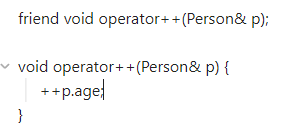 friend void operator++(Person& p);
void operator++(Person& p) {
++p.age;
}